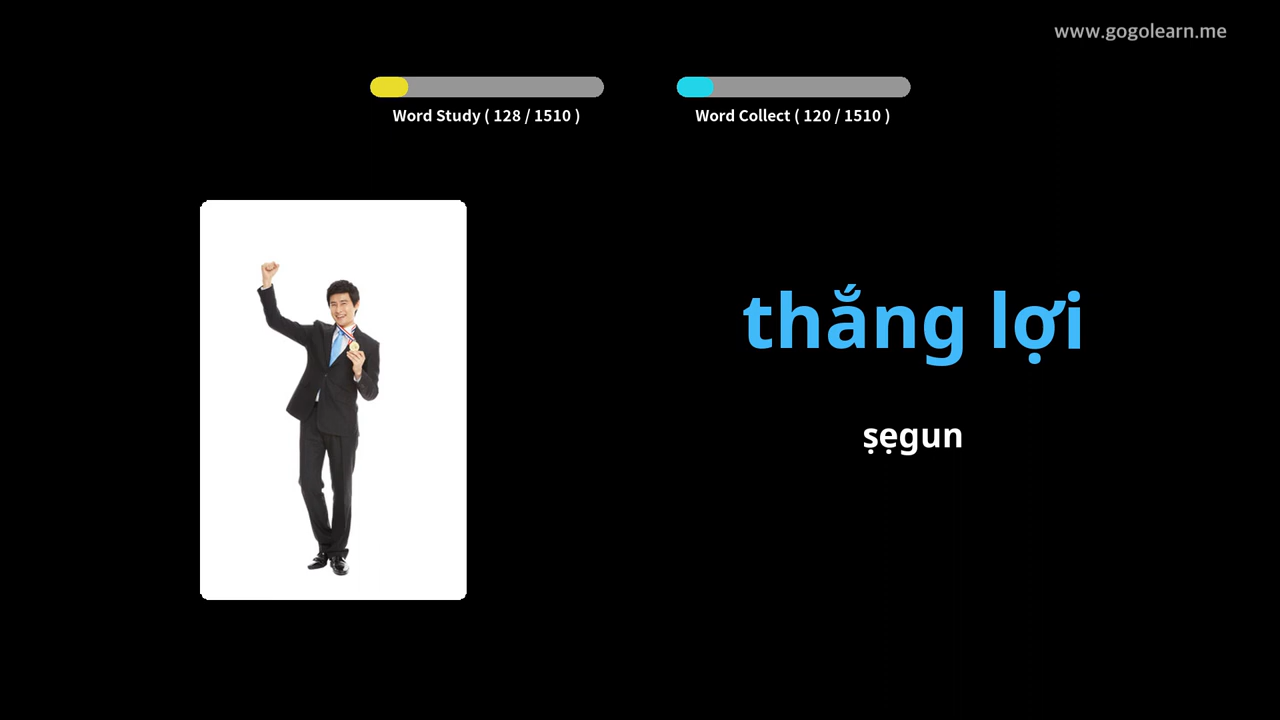 www.gogolearn.me
Word Study ( 128 / 1510 )
Word Collect ( 120 / 1510 )
thắng lợi
ṣẹgun